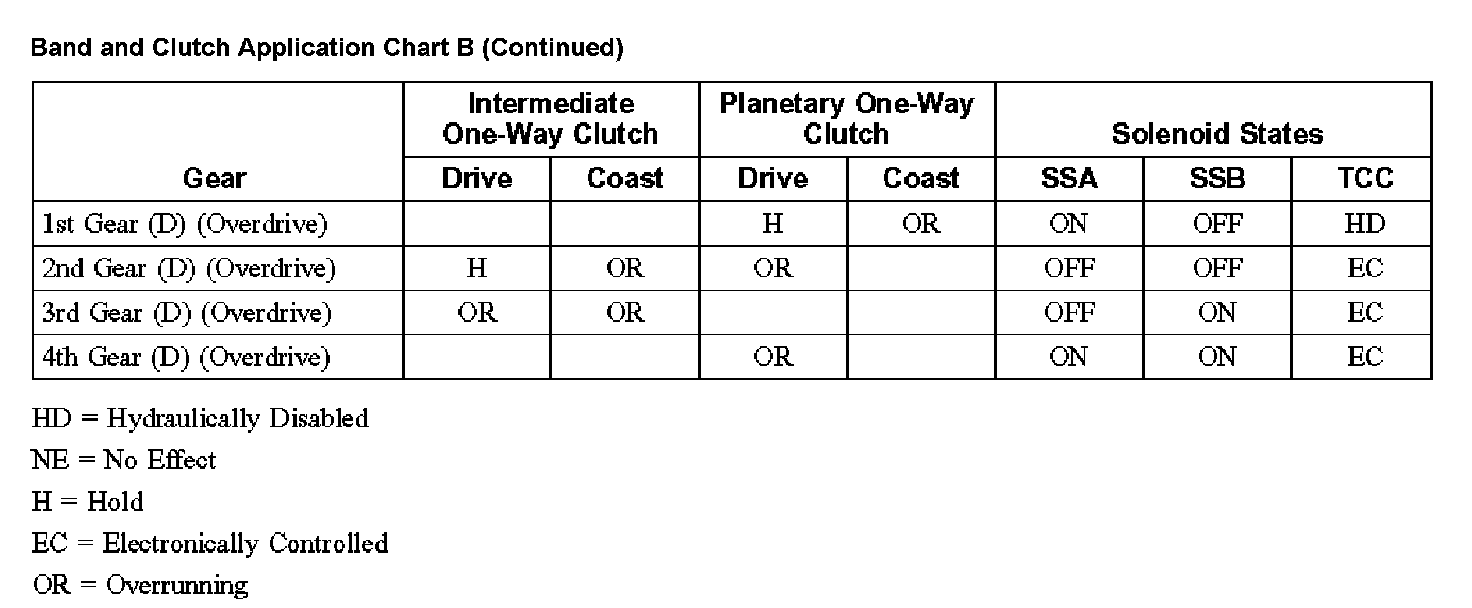 Band and Clutch Application Chart B (Continued)
Intermediate One-Way Clutch Planetary One-Way Clutch Solenoid States
Gear Drive Coast Drive Coast SSA SSB TCC
1st Gear (D) (Overdrive) H OR ON OFF HD
2nd Gear (D) (Overdrive) H OR OR OFF OFF EC
3rd Gear (D) (Overdrive) OR OR OFF ON EC
4th Gear (D) (Overdrive) OR ON ON EC
HD = Hydraulically Disabled
NE = No Effect
H = Hold
EC = Electronically Controlled
OR = Overrunning